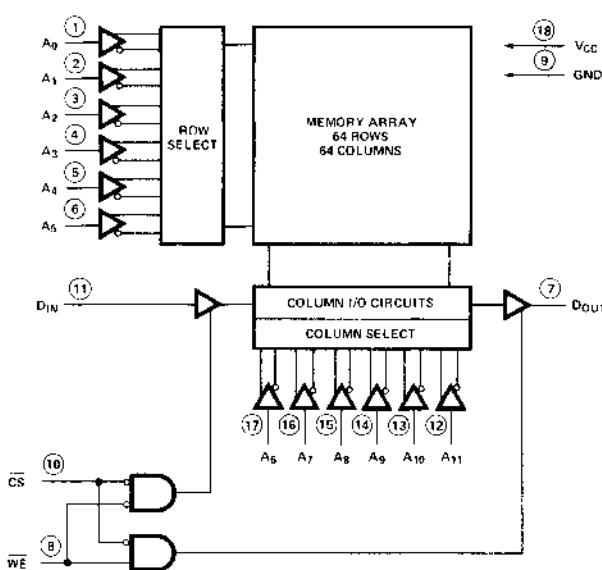 1
A0
2
A1
3
A2
4
A3
5
A4
6
A5
ROW
SELECT
MEMORY ARRAY
64 ROWS
64 COLUMNS
18
VCC
9
GND
11
DIN
COLUMN I/O CIRCUITS
COLUMN SELECT
7
DOUT
17
16
15
14
13
12
A6
A7
A8
A9
A10
A11
10
CS
8
WE